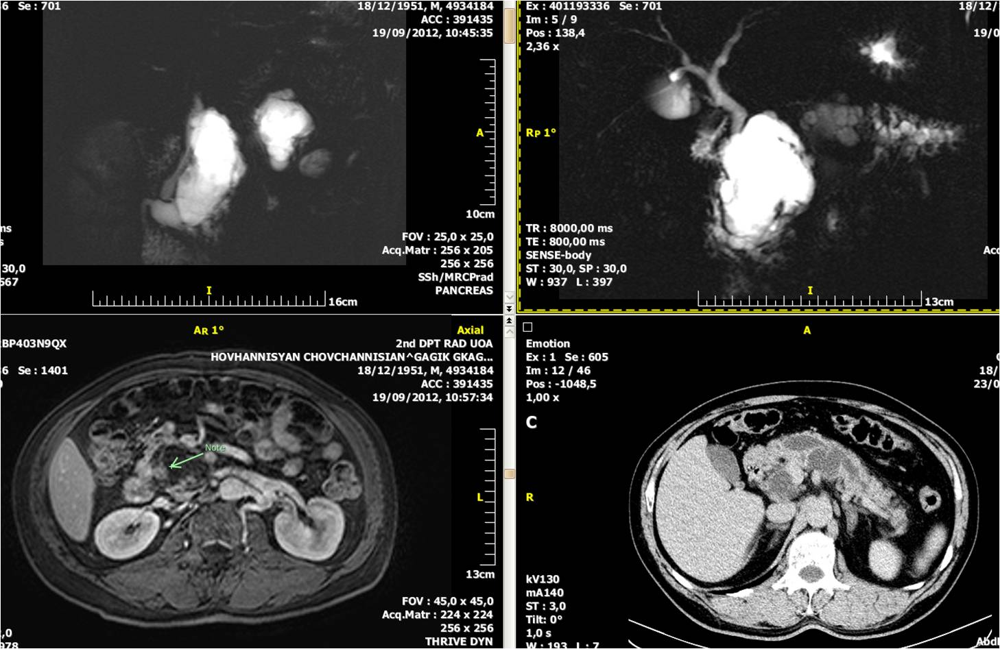 6 Se : 701
18/12/1951, M, 4934184
ACC : 391435
19/09/2012, 10:45:35
A
10cm
ms
s
30,0
567
FOV : 25,0 x 25,0
Acq.Matr : 256 x 205
256 x 256
SSh/MRCPrad
PANCREAS
I
16cm
Ex : 401193336 Se : 701
Im : 5 / 9
Pos : 138,4
2,36 x
18/12/
19/0
RP 1°
TR : 8000,00 ms
TE : 800,00 ms
SENSE-body
ST : 30,0, SP : 30,0
W : 937 L : 397
Acc
I
13cm
AR 1°
Axial
BP403N9QX
2nd DPT RAD UOA
HOVHANNISYAN CHOVCHANNISIAN^GAGIK GKAG...
6 Se : 1401
18/12/1951, M, 4934184
ACC : 391435
19/09/2012, 10:57:34
Note
L
13cm
FOV : 45,0 x 45,0
Acq.Matr : 224 x 224
256 x 256
THRIVE DYN
,0
978
A
Emotion
Ex : 1 Se : 605
Im : 12 / 46
Pos : -1048,5
1,00 x
18/
23/0
C
R
kV130
mA140
ST : 3,0
Tilt: 0°
1,0 s
W : 193 L : 7
Abd